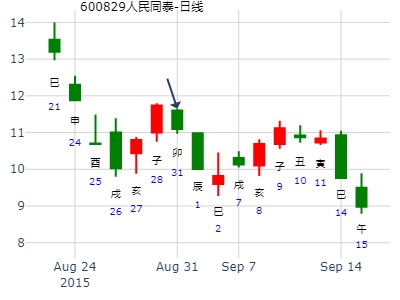 600829人民同泰-日线
14
13
12
11
10
9
8
巳
21
申
24
酉
25
戌
26
亥
27
子
28
卯
31
辰
1
巳
2
戌
7
亥
8
子
9
丑
10
寅
11
巳
14
午
15
Aug 24
2015
Aug 31
Sep 7
Sep 14